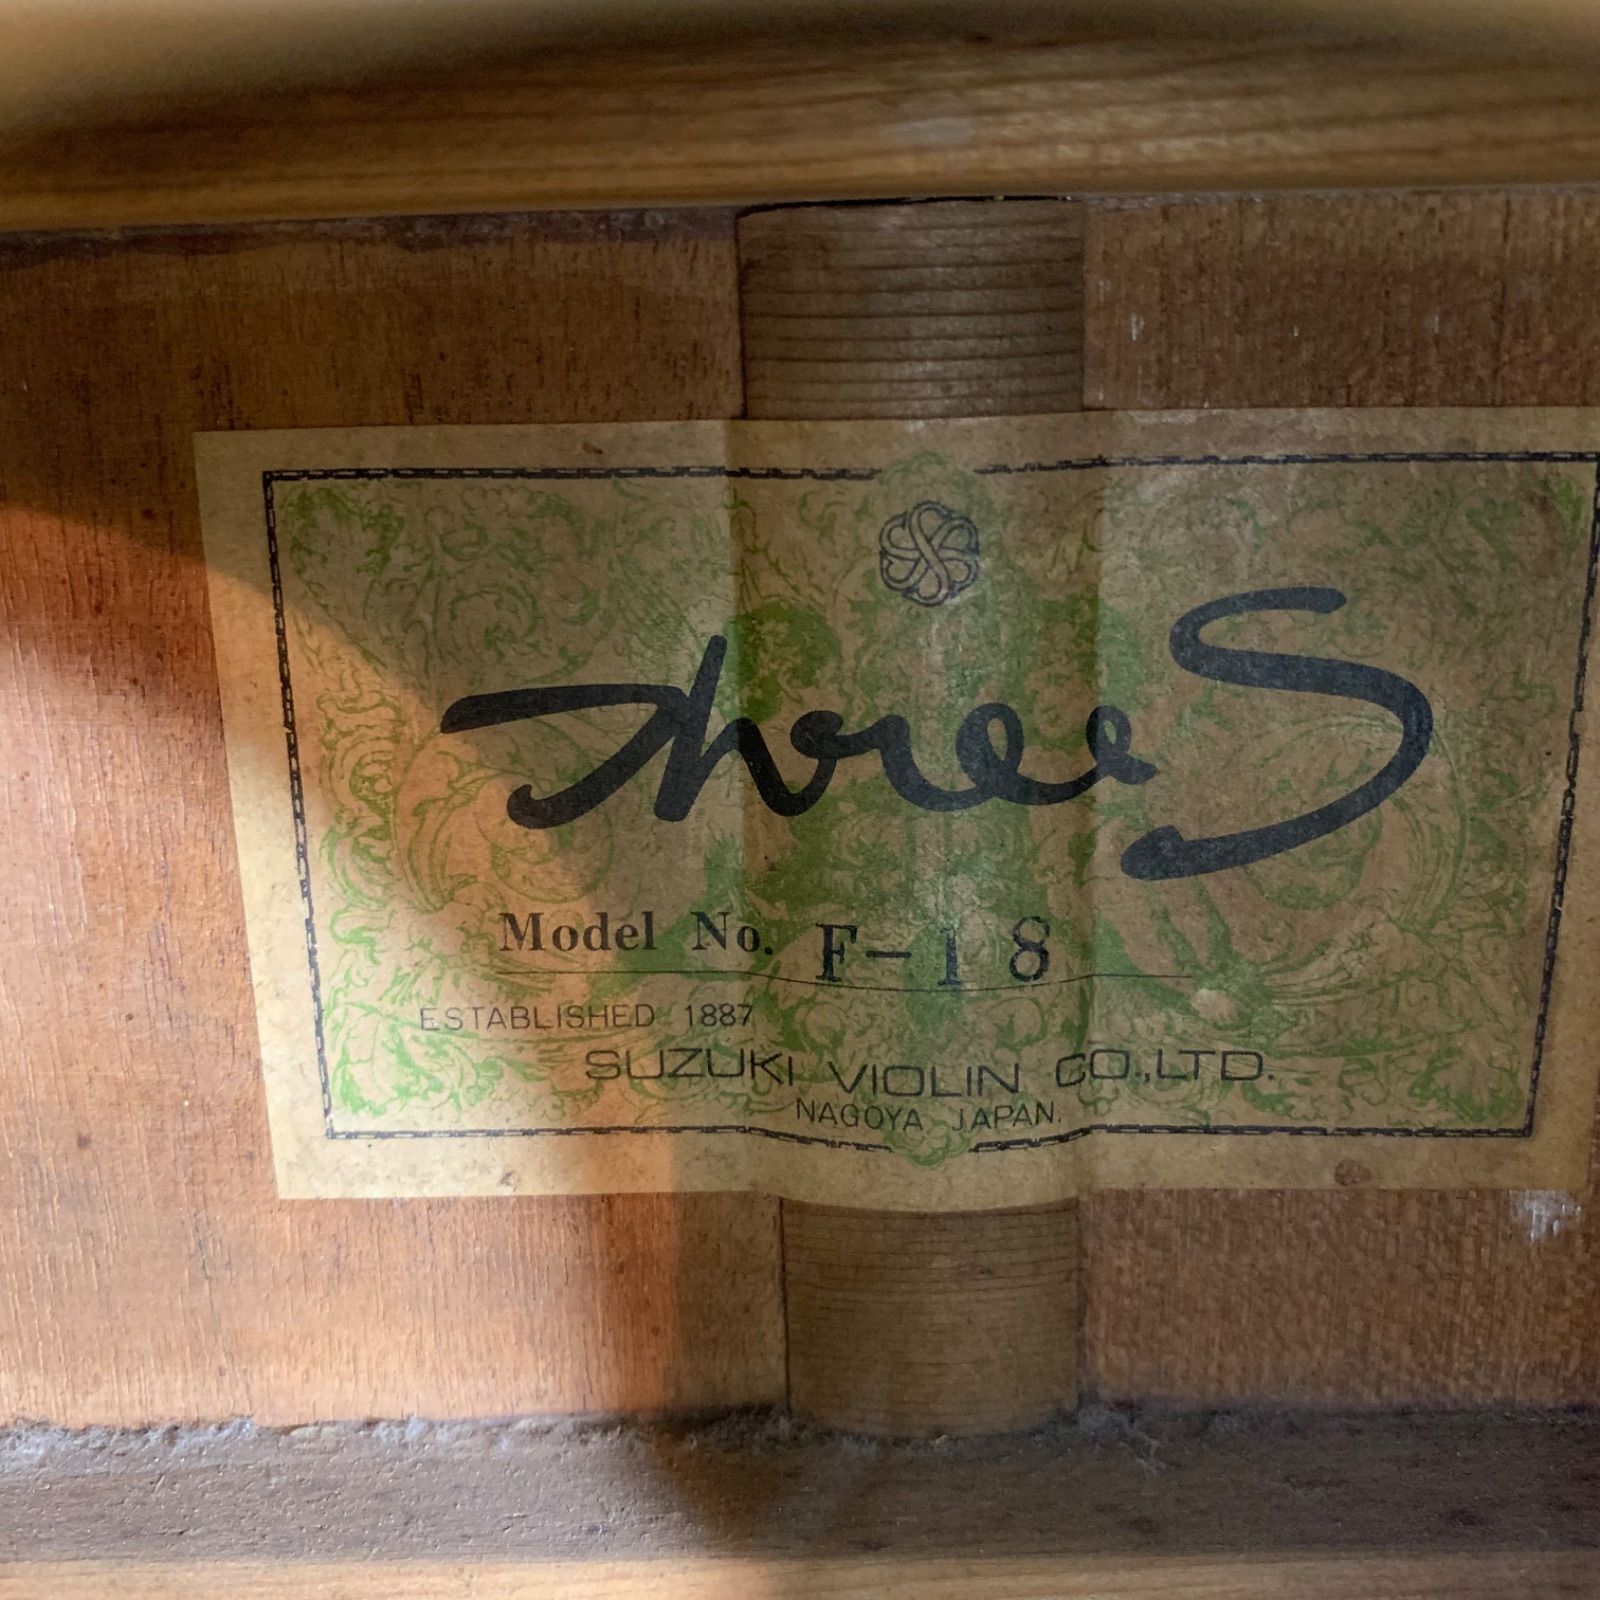 Three S
Model No. F-18
ESTABLISHED 1887
SUZUKI VIOLIN CO.,LTD.
NAGOYA JAPAN.